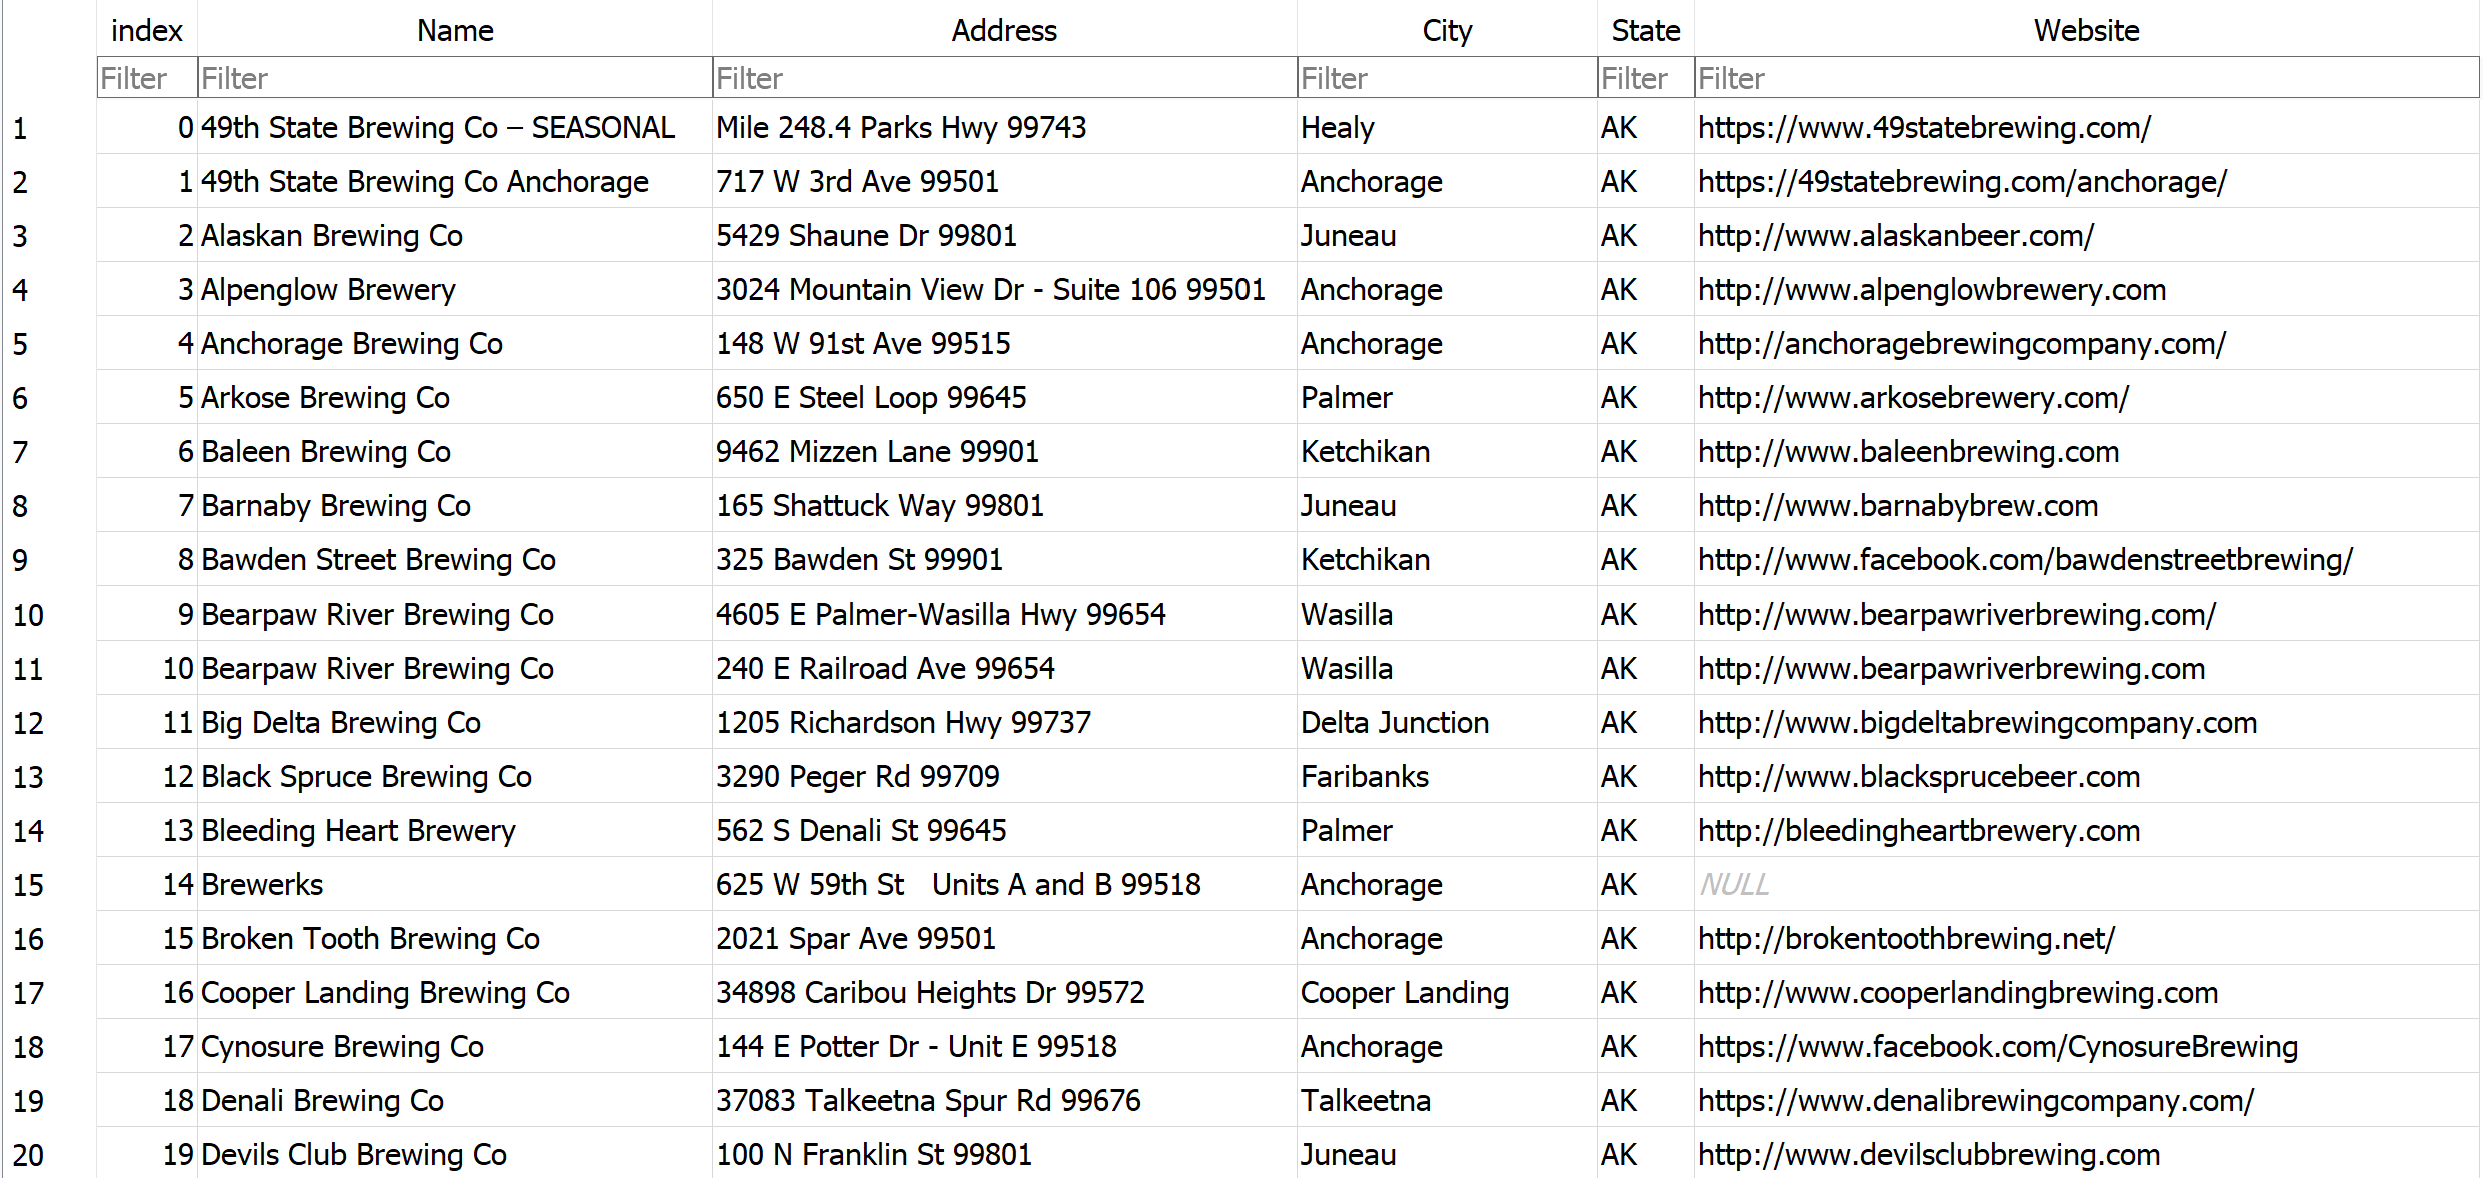 index Name Address City State Website
Filter Filter Filter Filter Filter Filter
1 0 49th State Brewing Co – SEASONAL Mile 248.4 Parks Hwy 99743 Healy AK https://www.49statebrewing.com/
2 1 49th State Brewing Co Anchorage 717 W 3rd Ave 99501 Anchorage AK https://49statebrewing.com/anchorage/
3 2 Alaskan Brewing Co 5429 Shaune Dr 99801 Juneau AK http://www.alaskanbeer.com/
4 3 Alpenglow Brewery 3024 Mountain View Dr - Suite 106 99501 Anchorage AK http://www.alpenglowbrewery.com
5 4 Anchorage Brewing Co 148 W 91st Ave 99515 Anchorage AK http://anchoragebrewingcompany.com/
6 5 Arkose Brewing Co 650 E Steel Loop 99645 Palmer AK http://www.arkosebrewery.com/
7 6 Baleen Brewing Co 9462 Mizzen Lane 99901 Ketchikan AK http://www.baleenbrewing.com
8 7 Barnaby Brewing Co 165 Shattuck Way 99801 Juneau AK http://www.barnabybrew.com
9 8 Bawden Street Brewing Co 325 Bawden St 99901 Ketchikan AK http://www.facebook.com/bawdenstreetbrewing/
10 9 Bearpaw River Brewing Co 4605 E Palmer-Wasilla Hwy 99654 Wasilla AK http://www.bearpawriverbrewing.com/
11 10 Bearpaw River Brewing Co 240 E Railroad Ave 99654 Wasilla AK http://www.bearpawriverbrewing.com
12 11 Big Delta Brewing Co 1205 Richardson Hwy 99737 Delta Junction AK http://www.bigdeltabrewingcompany.com
13 12 Black Spruce Brewing Co 3290 Peger Rd 99709 Faribanks AK http://www.blacksprucebeer.com
14 13 Bleeding Heart Brewery 562 S Denali St 99645 Palmer AK http://bleedingheartbrewery.com
15 14 Brewerks 625 W 59th St   Units A and B 99518 Anchorage AK NULL
16 15 Broken Tooth Brewing Co 2021 Spar Ave 99501 Anchorage AK http://brokentoothbrewing.net/
17 16 Cooper Landing Brewing Co 34898 Caribou Heights Dr 99572 Cooper Landing AK http://www.cooperlandingbrewing.com
18 17 Cynosure Brewing Co 144 E Potter Dr - Unit E 99518 Anchorage AK https://www.facebook.com/CynosureBrewing
19 18 Denali Brewing Co 37083 Talkeetna Spur Rd 99676 Talkeetna AK https://www.denalibrewingcompany.com/
20 19 Devils Club Brewing Co 100 N Franklin St 99801 Juneau AK http://www.devilsclubbrewing.com